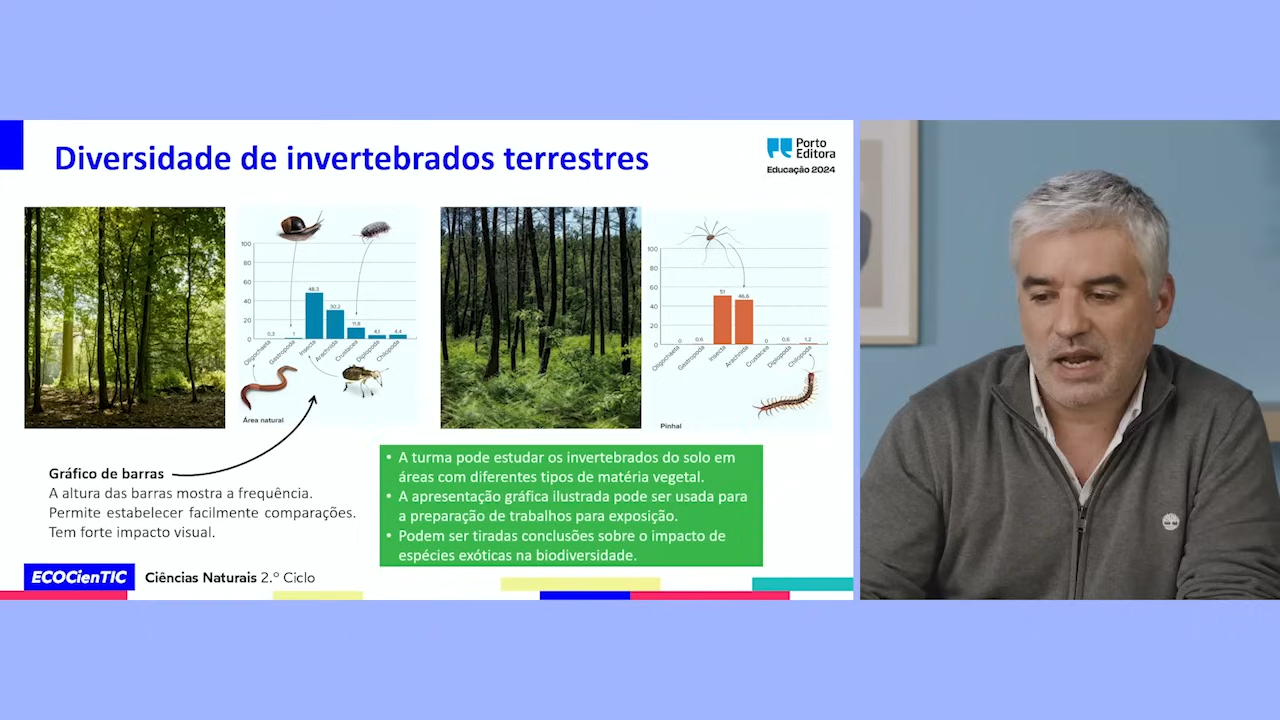 Diversidade de invertebrados terrestres
Porto
Editora
Educação 2024
100
80
60
40
20
0
0,3
1
48,3
30,2
11,8
4,1
4,4
Oligochaeta
Gastropoda
Insecta
Arachnida
Crustacea
Diplopoda
Chilopoda
Área natural
100
80
60
40
20
0
0
0,6
51
46,6
0
0,6
1,2
Oligochaeta
Gastropoda
Insecta
Arachnida
Crustacea
Diplopoda
Chilopoda
Pinhal
Gráfico de barras
A altura das barras mostra a frequência.
Permite estabelecer facilmente comparações.
Tem forte impacto visual.
• A turma pode estudar os invertebrados do solo em
áreas com diferentes tipos de matéria vegetal.
• A apresentação gráfica ilustrada pode ser usada para
a preparação de trabalhos para exposição.
• Podem ser tiradas conclusões sobre o impacto de
espécies exóticas na biodiversidade.
ECOCienTIC Ciências Naturais 2.º Ciclo